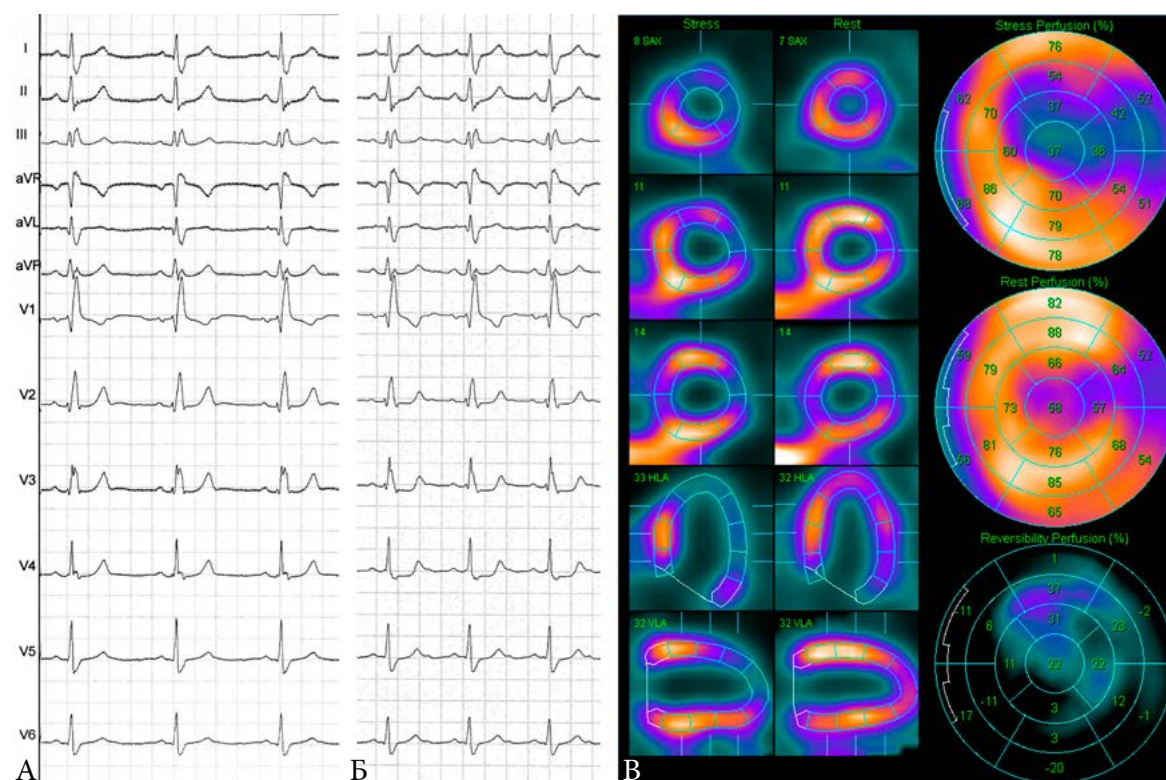 I
II
III
aVR
aVL
aVF
V1
V2
V3
V4
V5
V6
А
Б
Stress
Rest
8 SAX
7 SAX
11
11
14
14
33 HLA
32 HLA
32 VLA
32 VLA
В
Stress Perfusion (%)
76
54
62
70
37
42
52
60
37
38
68
86
70
54
51
79
78
Rest Perfusion (%)
82
88
59
79
66
64
52
73
58
57
56
81
76
68
54
85
65
Reversibility Perfusion (%)
1
37
-11
6
31
23
-2
11
22
22
-17
-11
3
12
-1
3
-20